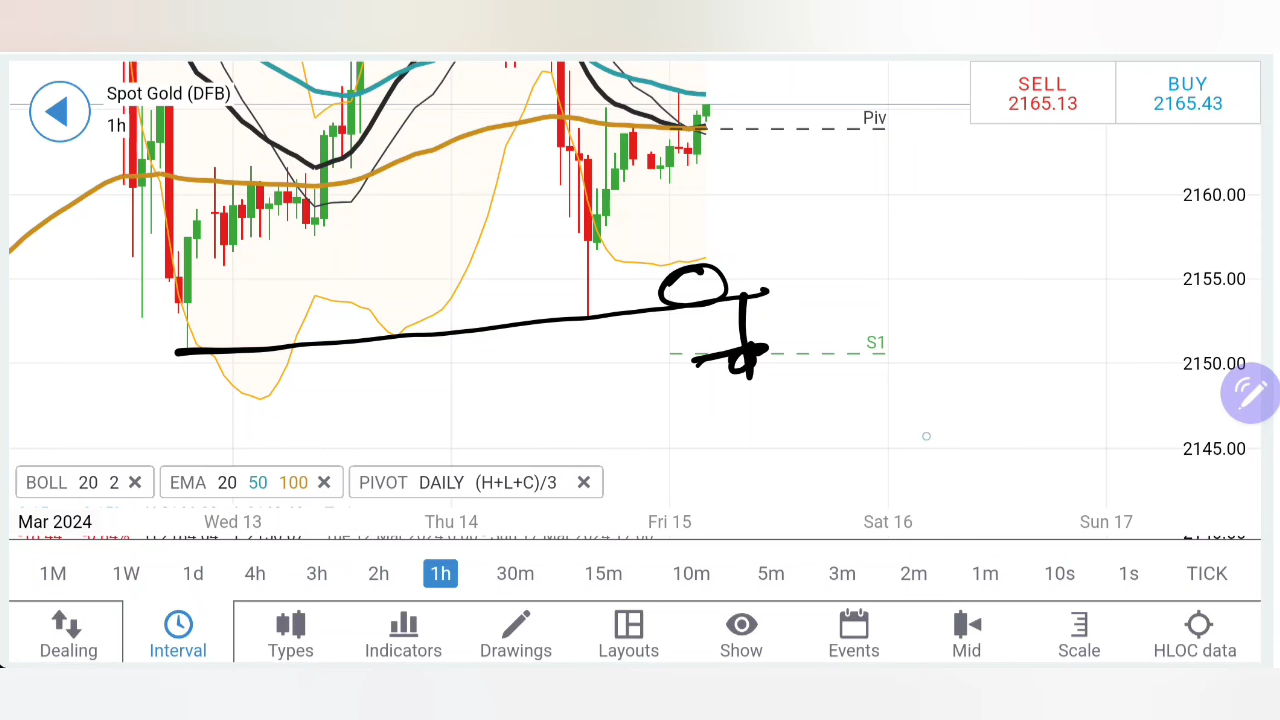 Spot Gold (DFB)
1h
SELL
2165.13
BUY
2165.43
Piv
2160.00
2155.00
S1
2150.00
2145.00
BOLL 20 2
EMA 20 50 100
PIVOT DAILY (H+L+C)/3
Mar 2024 Wed 13 Thu 14 Fri 15 Sat 16 Sun 17
1M 1W 1d 4h 3h 2h 1h 30m 15m 10m 5m 3m 2m 1m 10s 1s TICK
Dealing Interval Types Indicators Drawings Layouts Show Events Mid Scale HLOC data